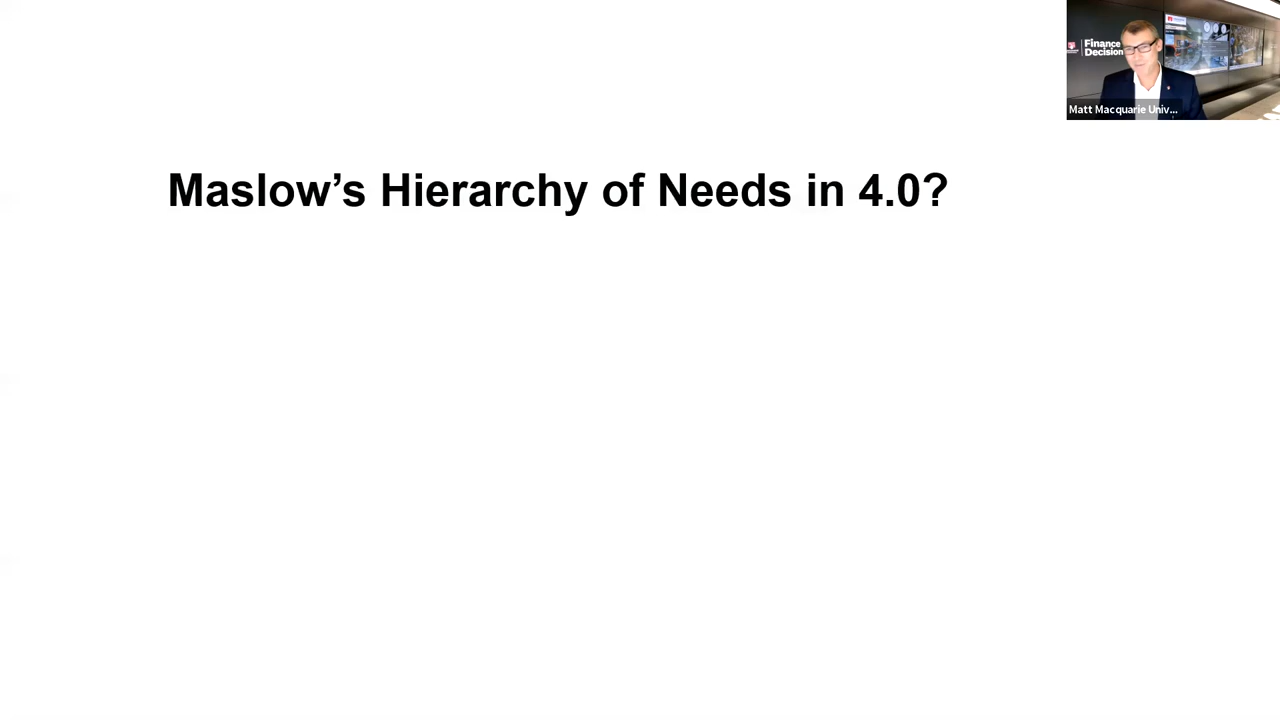 Finance
Decision
Matt Macquarie Univ...
Maslow’s Hierarchy of Needs in 4.0?